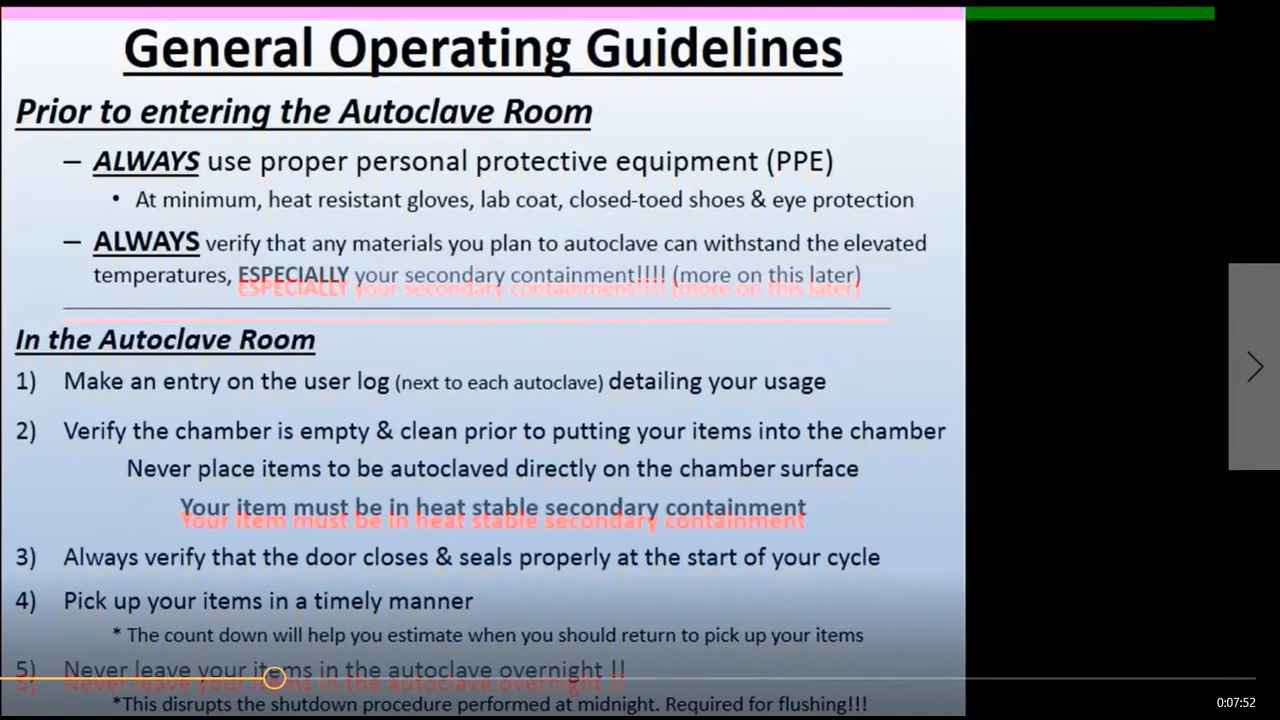 General Operating Guidelines
Prior to entering the Autoclave Room
– ALWAYS use proper personal protective equipment (PPE)
• At minimum, heat resistant gloves, lab coat, closed-toed shoes & eye protection
– ALWAYS verify that any materials you plan to autoclave can withstand the elevated
temperatures, ESPECIALLY your secondary containment!!!! (more on this later)
In the Autoclave Room
1) Make an entry on the user log (next to each autoclave) detailing your usage
2) Verify the chamber is empty & clean prior to putting your items into the chamber
Never place items to be autoclaved directly on the chamber surface
Your item must be in heat stable secondary containment
3) Always verify that the door closes & seals properly at the start of your cycle
4) Pick up your items in a timely manner
* The count down will help you estimate when you should return to pick up your items
5) Never leave your items in the autoclave overnight !!
*This disrupts the shutdown procedure performed at midnight. Required for flushing!!!
0:07:52